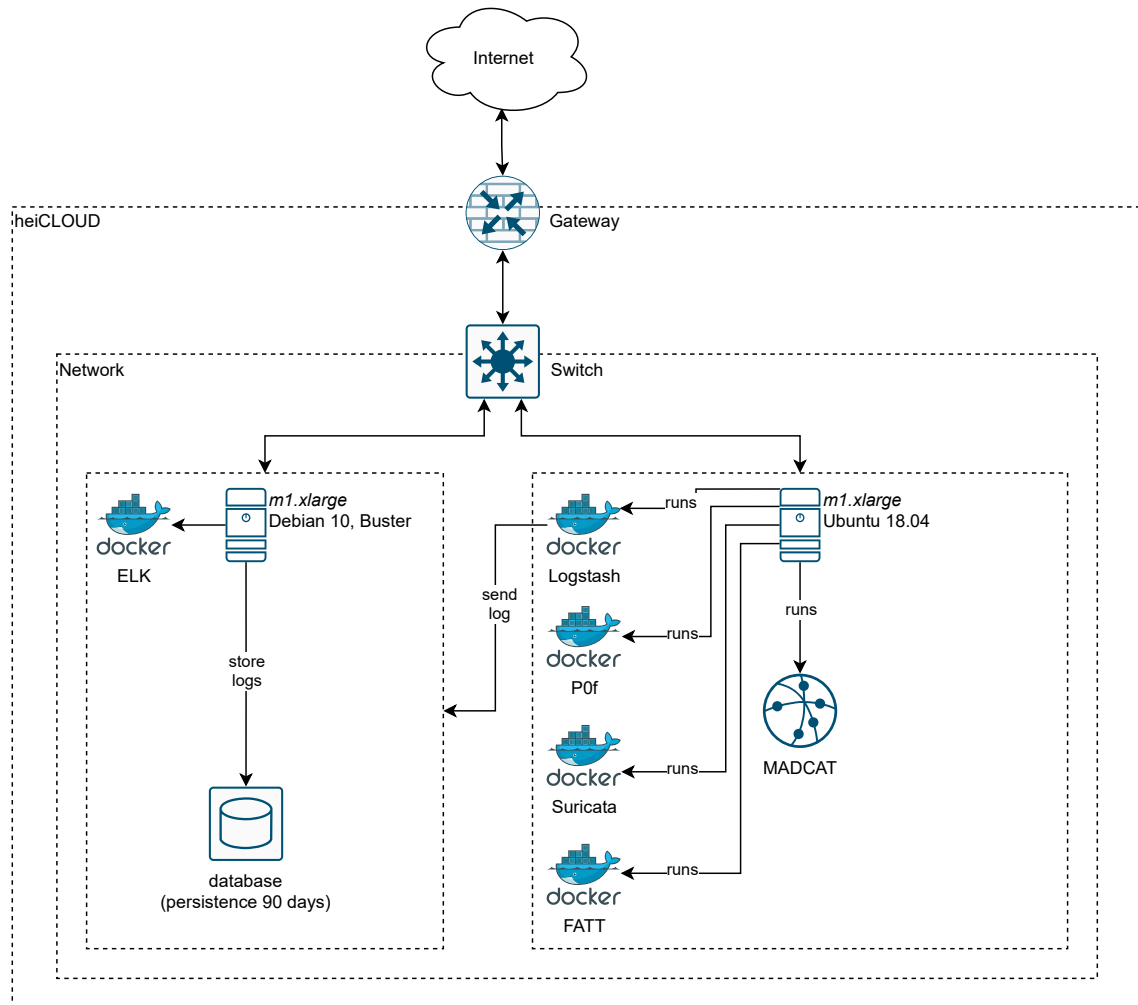 Internet
heiCLOUD
Gateway
Network
Switch
m1.xlarge
Debian 10, Buster
docker
ELK
store
logs
database
(persistence 90 days)
send
log
m1.xlarge
Ubuntu 18.04
runs
docker
Logstash
runs
docker
P0f
runs
docker
Suricata
runs
docker
FATT
runs
MADCAT